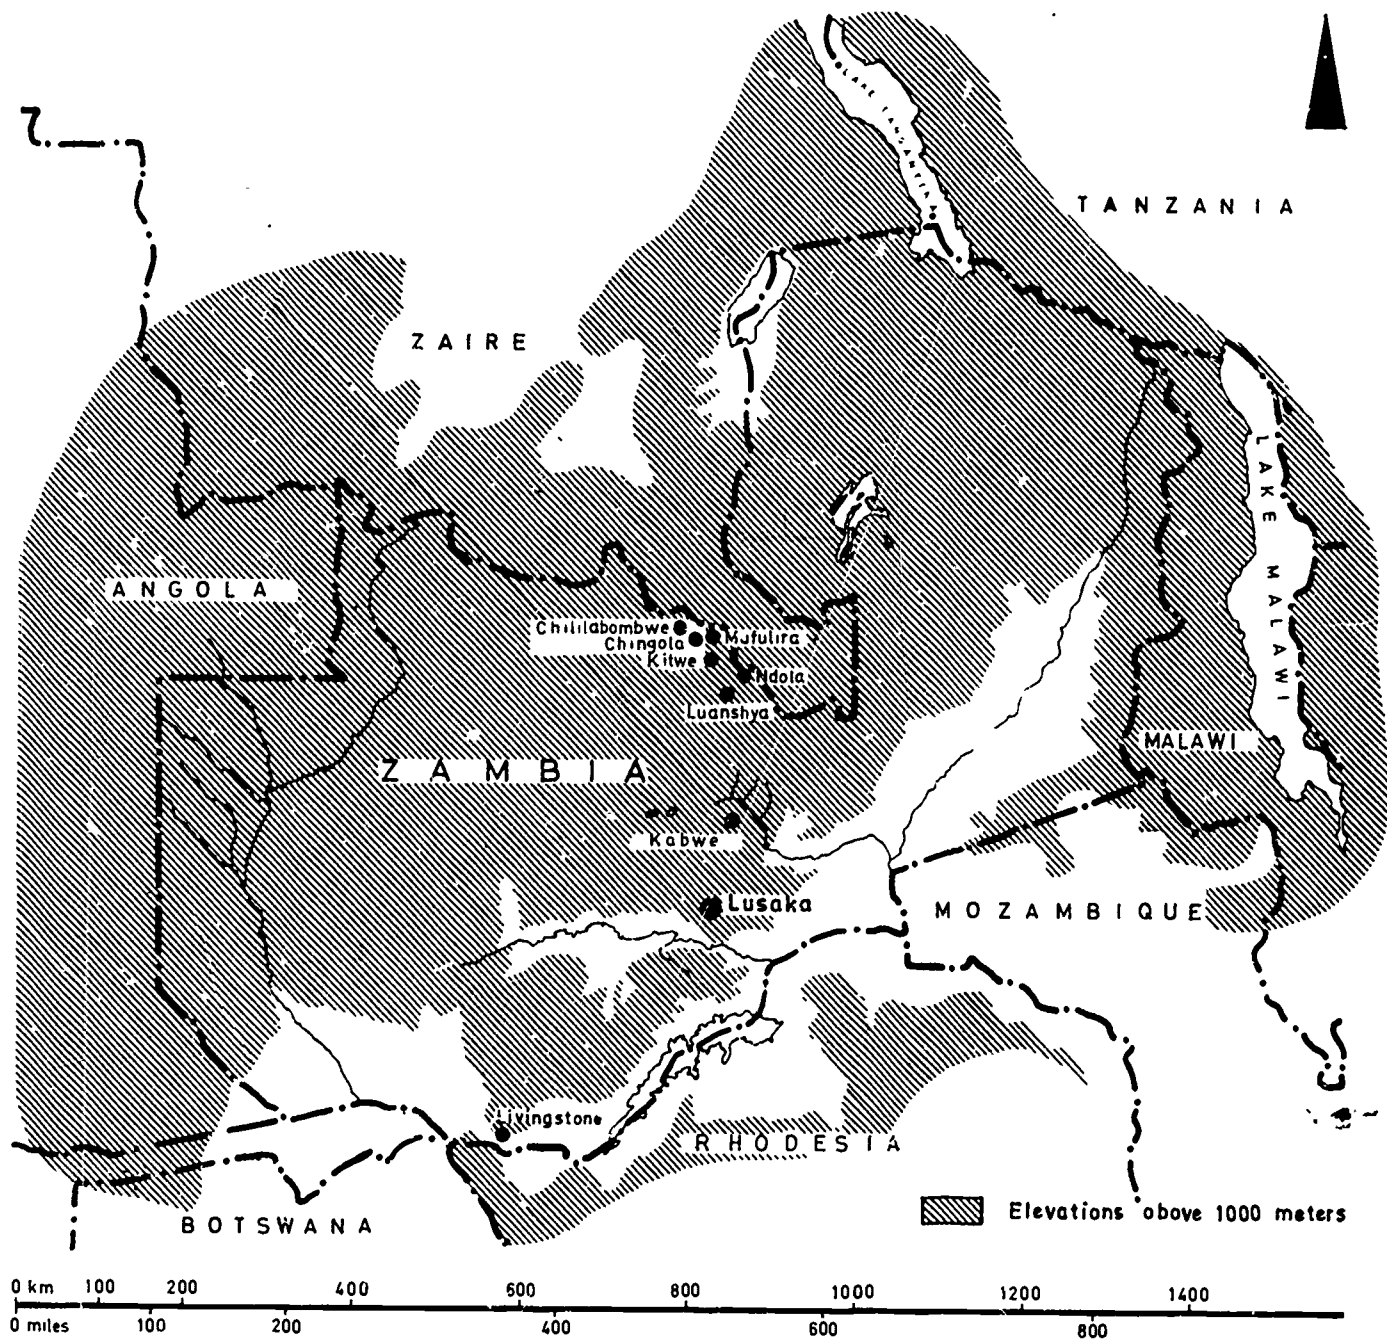 LAKE TANGANYIKA
TANZANIA
ZAIRE
LAKE MALAWI
ANGOLA
Chililabombwe
Mufulira
Chingola
Kitwe
Ndola
Luanshya
MALAWI
ZAMBIA
Kabwe
Lusaka
MOZAMBIQUE
Livingstone
RHODESIA
Elevations above 1000 meters
BOTSWANA
0 km 100 200 400 600 800 1000 1200 1400
0 miles 100 200 400 600 800